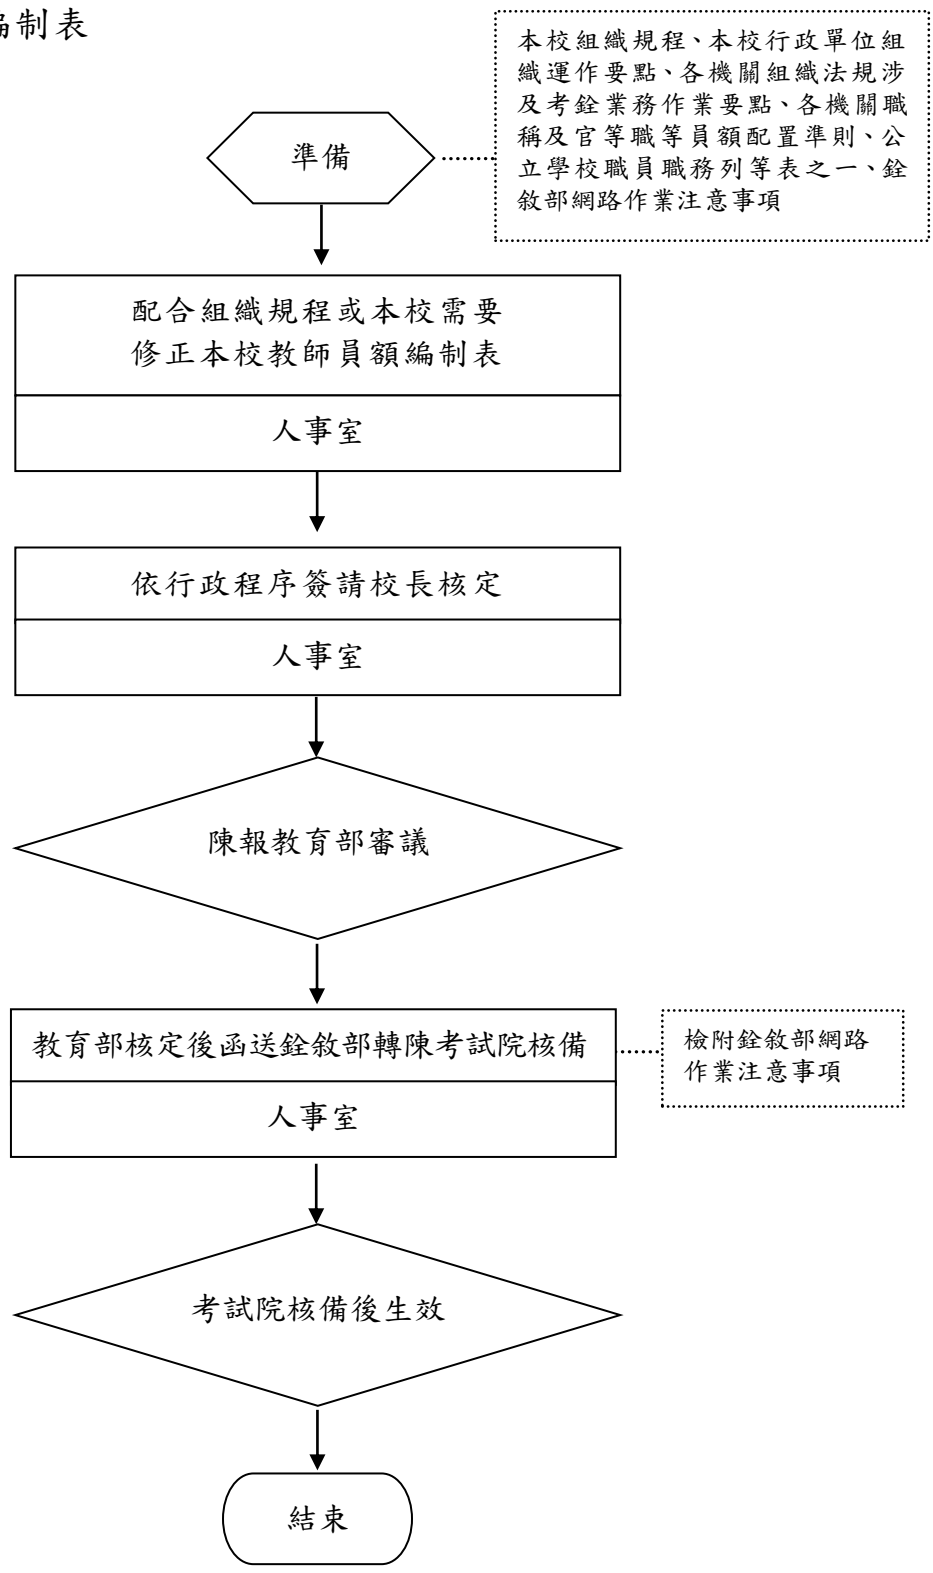 編制表
本校組織規程、本校行政單位組
織運作要點、各機關組織法規涉
及考銓業務作業要點、各機關職
稱及官等職等員額配置準則、公
立學校職員職務列等表之一、銓
敘部網路作業注意事項
準備
配合組織規程或本校需要
修正本校教師員額編制表
人事室
依行政程序簽請校長核定
人事室
陳報教育部審議
教育部核定後函送銓敘部轉陳考試院核備
人事室
檢附銓敘部網路
作業注意事項
考試院核備後生效
結束